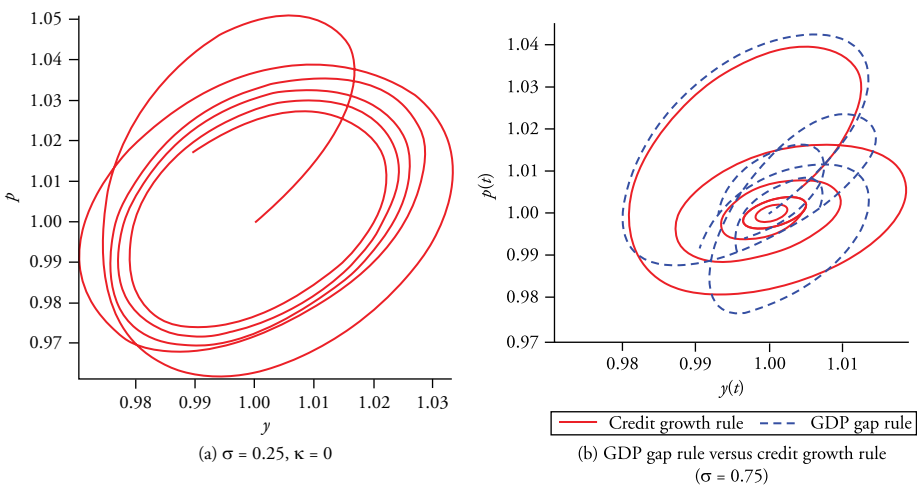 1.05
1.04
1.03
1.02
1.01
1.00
0.99
0.98
0.97
p
0.98 0.99 1.00 1.01 1.02 1.03
y
(a) σ = 0.25, κ = 0
1.04
1.03
1.02
1.01
1.00
0.99
0.98
0.97
p(t)
0.98 0.99 1.00 1.01
y(t)
Credit growth rule GDP gap rule
(b) GDP gap rule versus credit growth rule
(σ = 0.75)